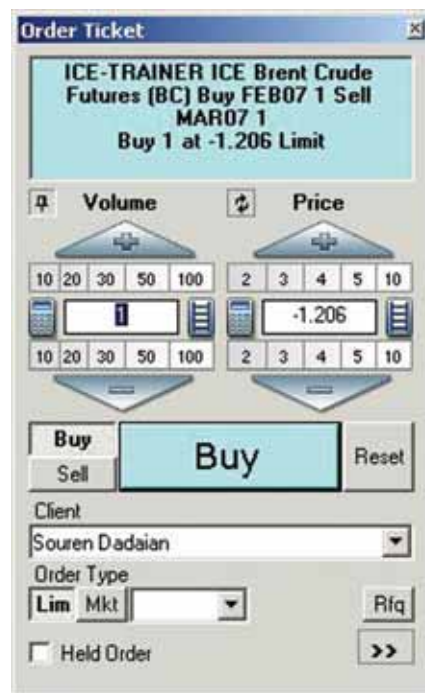 Order Ticket
ICE-TRAINER ICE Brent Crude
Futures (BC) Buy FEB07 1 Sell
MAR07 1
Buy 1 at -1.206 Limit
Volume Price
10 20 30 50 100 2 3 4 5 10
1 -1.206
10 20 30 50 100 2 3 4 5 10
Buy
Sell
Buy
Reset
Client
Souren Dadaian
Order Type
Lim Mkt Rfq
Held Order >>